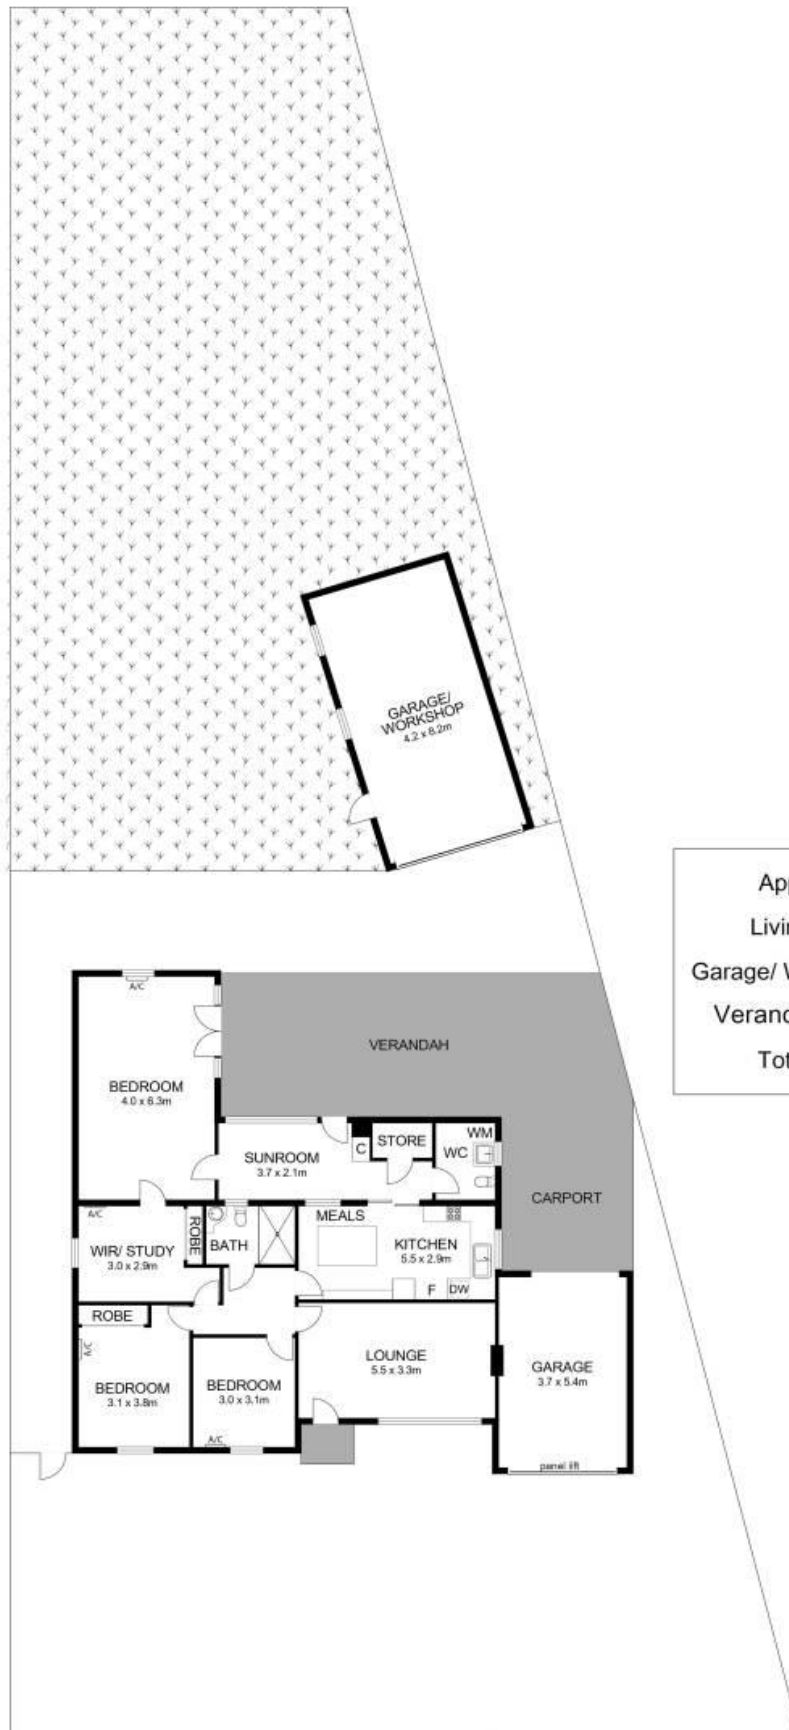 GARAGE/
WORKSHOP
4.2 x 8.2m
App
Livin
Garage/ W
Verand
Tot
A/C
BEDROOM
4.0 x 6.3m
VERANDAH
SUNROOM
3.7 x 2.1m
C
STORE
WM
WC
CARPORT
A/C
WIR/ STUDY
3.0 x 2.9m
ROBE
BATH
MEALS
KITCHEN
5.5 x 2.9m
F
DW
ROBE
A/C
BEDROOM
3.1 x 3.8m
BEDROOM
3.0 x 3.1m
A/C
LOUNGE
5.5 x 3.3m
GARAGE
3.7 x 5.4m
panel lift